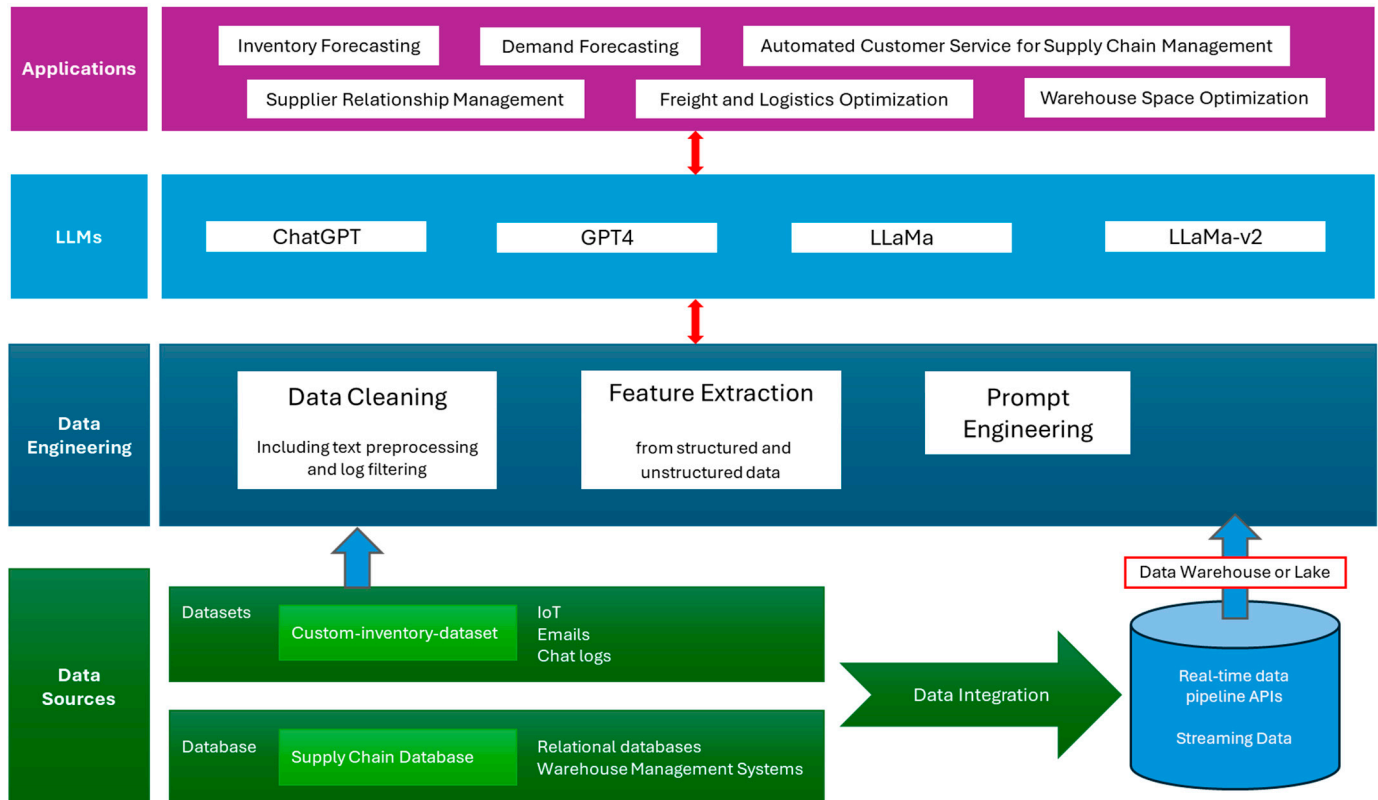 Applications
Inventory Forecasting
Demand Forecasting
Automated Customer Service for Supply Chain Management
Supplier Relationship Management
Freight and Logistics Optimization
Warehouse Space Optimization
LLMs
ChatGPT
GPT4
LLaMa
LLaMa-v2
Data
Engineering
Data Cleaning
Including text preprocessing
and log filtering
Feature Extraction
from structured and
unstructured data
Prompt
Engineering
Data
Sources
Datasets
Custom-inventory-dataset
IoT
Emails
Chat logs
Database
Supply Chain Database
Relational databases
Warehouse Management Systems
Data Integration
Data Warehouse or Lake
Real-time data
pipeline APIs
Streaming Data